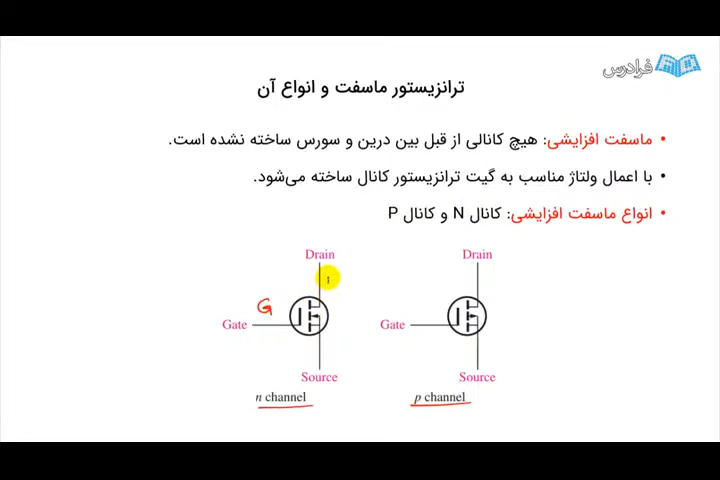 فرادرس
ترانزیستور ماسفت و انواع آن
• ماسفت افزایشی: هیچ کانالی از قبل بین درین و سورس ساخته نشده است.
• با اعمال ولتاژ مناسب به گیت ترانزیستور کانال ساخته می‌شود.
• انواع ماسفت افزایشی: کانال N و کانال P
Drain Drain
G
Gate Gate
Source Source
n channel p channel